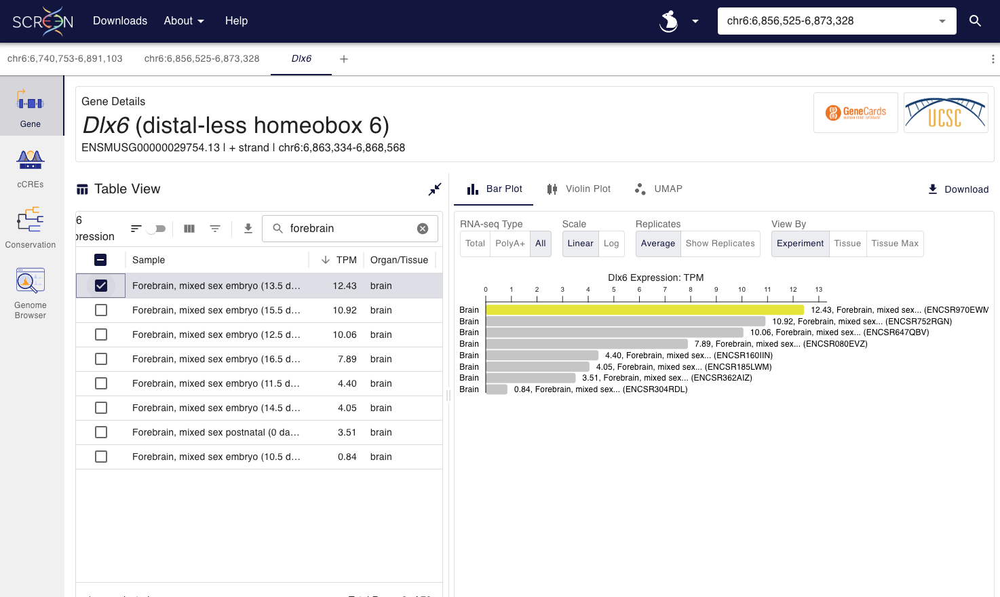 SCREEN
Downloads
About
Help
chr6:6,856,525-6,873,328
chr6:6,740,753-6,891,103
chr6:6,856,525-6,873,328
Dlx6
Gene
cCREs
Conservation
Genome
Browser
Gene Details
Dlx6 (distal-less homeobox 6)
ENSMUSG00000029754.13 | + strand | chr6:6,863,334-6,868,568
GeneCards
HUMAN GENE DATABASE
UCSC
Table View
6
pression
forebrain
Sample TPM Organ/Tissue
Forebrain, mixed sex embryo (13.5 d... 12.43 brain
Forebrain, mixed sex embryo (15.5 d... 10.92 brain
Forebrain, mixed sex embryo (12.5 d... 10.06 brain
Forebrain, mixed sex embryo (16.5 d... 7.89 brain
Forebrain, mixed sex embryo (11.5 d... 4.40 brain
Forebrain, mixed sex embryo (14.5 d... 4.05 brain
Forebrain, mixed sex postnatal (0 da... 3.51 brain
Forebrain, mixed sex embryo (10.5 d... 0.84 brain
Bar Plot
Violin Plot
UMAP
Download
RNA-seq Type
Total PolyA+ All
Scale
Linear Log
Replicates
Average Show Replicates
View By
Experiment Tissue Tissue Max
Dlx6 Expression: TPM
0 1 2 3 4 5 6 7 8 9 10 11 12 13
Brain 12.43, Forebrain, mixed sex... (ENCSR970EWM
Brain 10.92, Forebrain, mixed sex... (ENCSR752RGN)
Brain 10.06, Forebrain, mixed sex... (ENCSR647QBV)
Brain 7.89, Forebrain, mixed sex... (ENCSR080EVZ)
Brain 4.40, Forebrain, mixed sex... (ENCSR160IIN)
Brain 4.05, Forebrain, mixed sex... (ENCSR185LWM)
Brain 3.51, Forebrain, mixed sex... (ENCSR362AIZ)
Brain 0.84, Forebrain, mixed sex... (ENCSR304RDL)